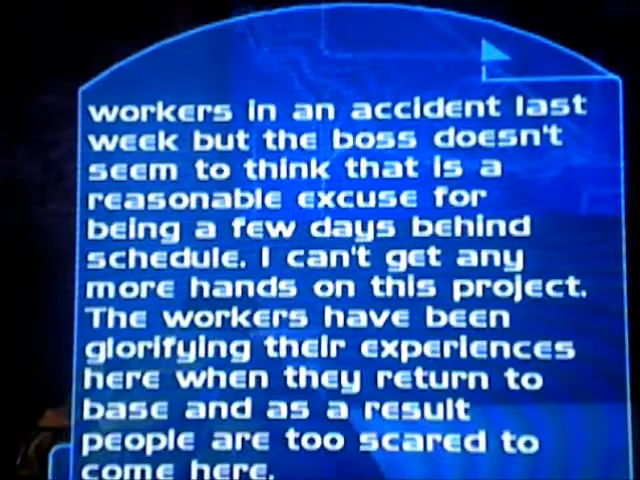 workers in an accident last
week but the boss doesn't
seem to think that is a
reasonable excuse for
being a few days behind
schedule. I can't get any
more hands on this project.
The workers have been
glorifying their experiences
here when they return to
base and as a result
people are too scared to
come here.